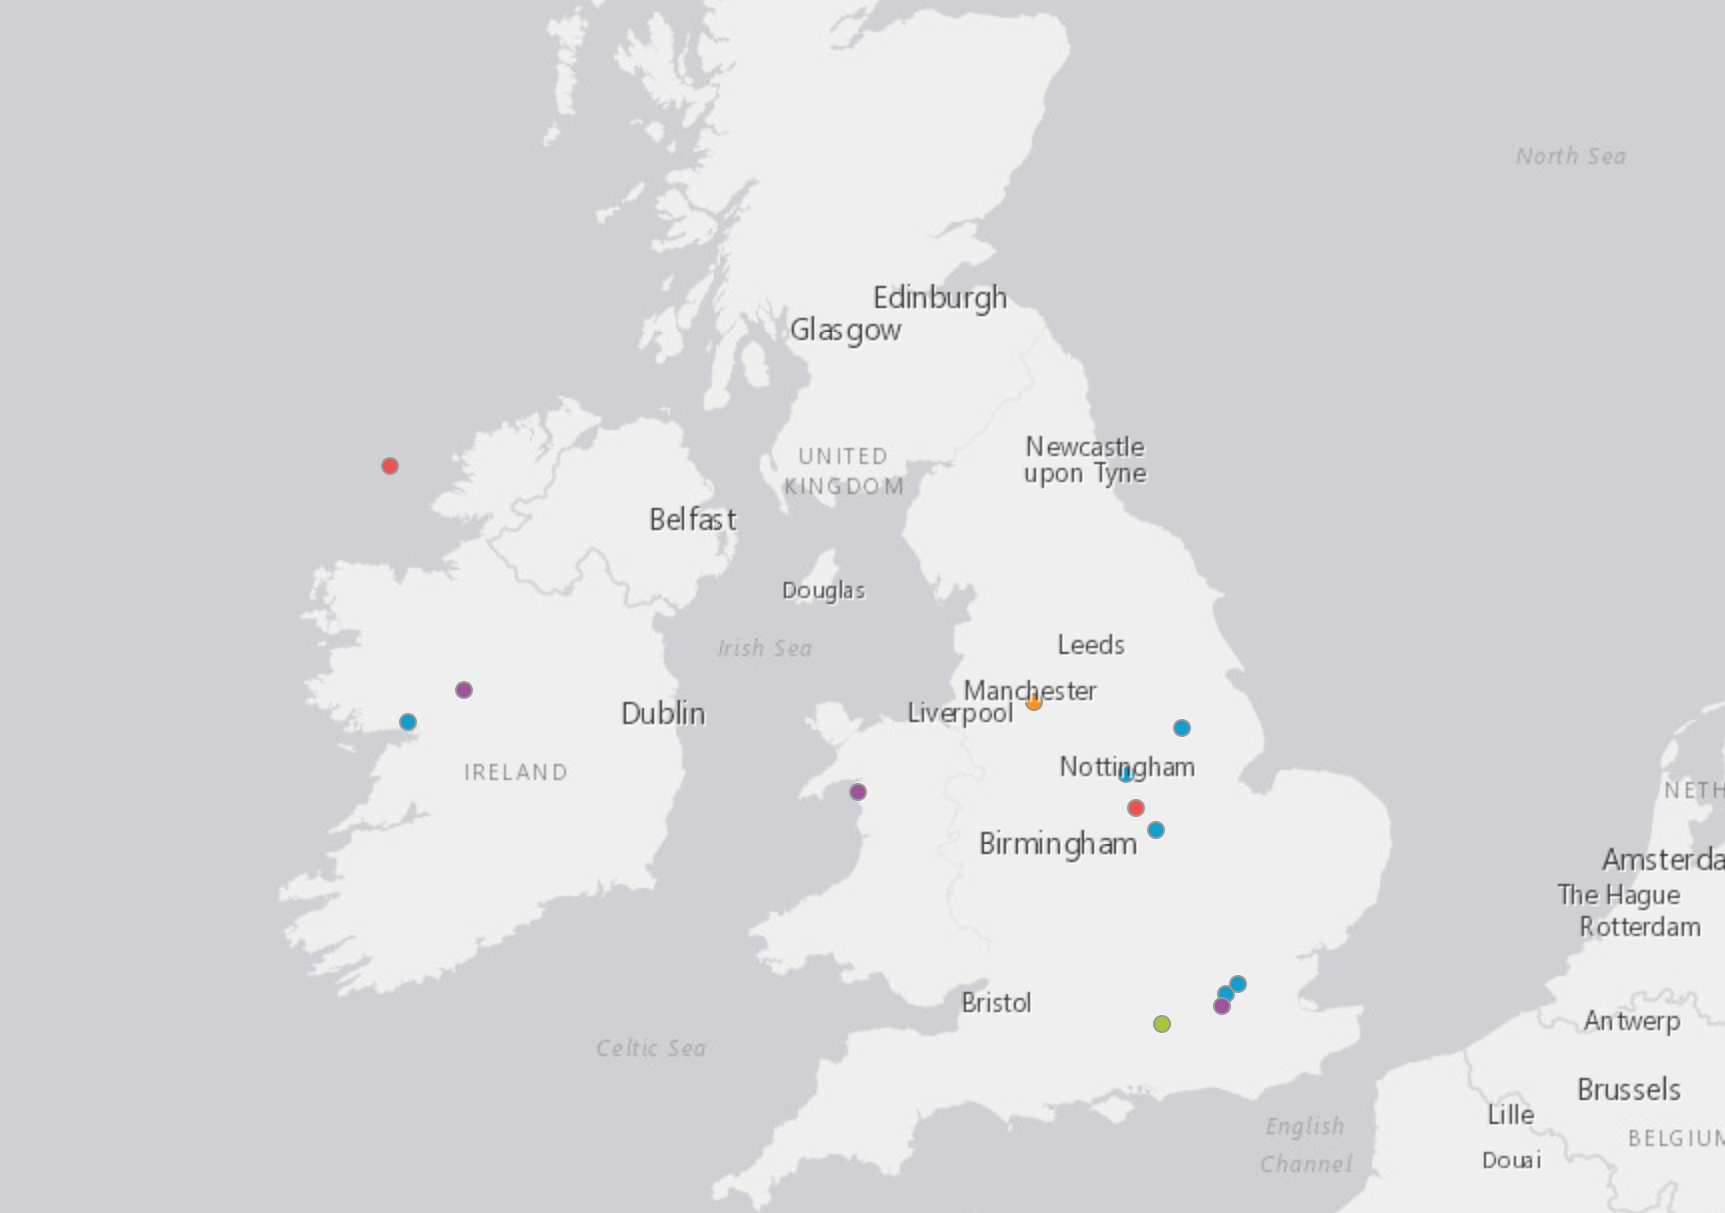 North Sea
Edinburgh
Glasgow
UNITED
KINGDOM
Newcastle
upon Tyne
Belfast
Douglas
Irish Sea
Leeds
Manchester
Liverpool
Dublin
IRELAND
Nottingham
Birmingham
NETH
Amsterda
The Hague
Rotterdam
Bristol
Antwerp
Celtic Sea
Brussels
Lille
English
Channel
BELGIUM
Douai